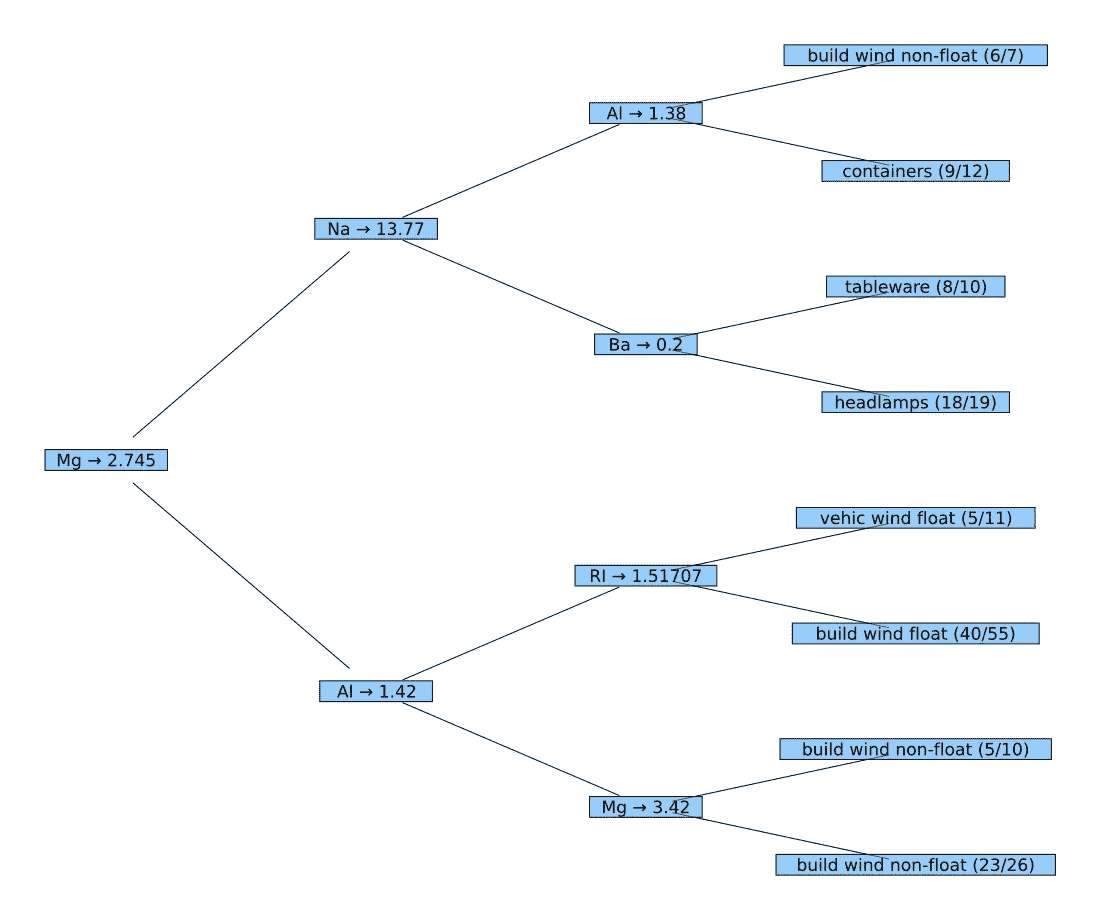 build wind non-float (6/7)
Al → 1.38
containers (9/12)
Na → 13.77
tableware (8/10)
Ba → 0.2
headlamps (18/19)
Mg → 2.745
vehic wind float (5/11)
RI → 1.51707
build wind float (40/55)
Al → 1.42
build wind non-float (5/10)
Mg → 3.42
build wind non-float (23/26)